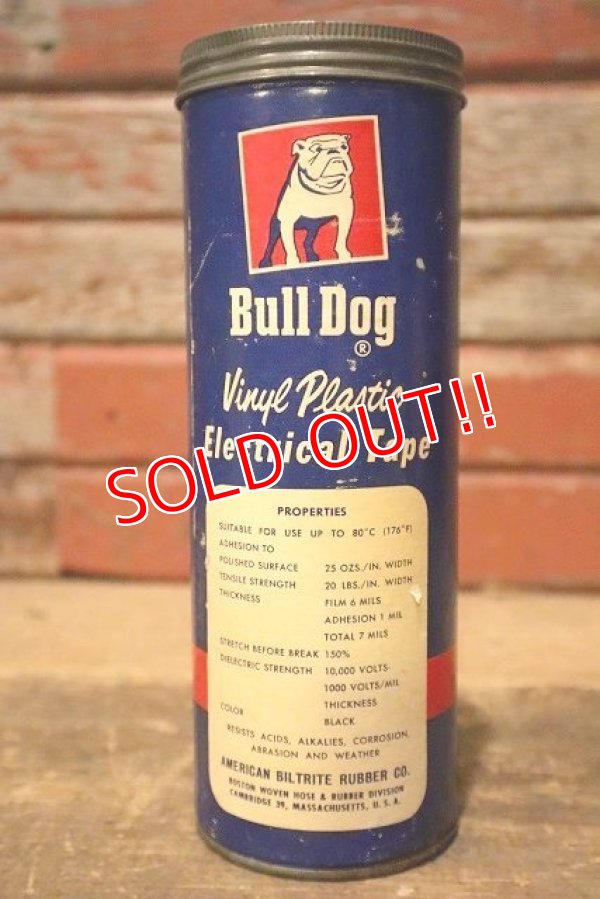 Bull Dog
®
Vinyl Plastic
Electrical Tape
SOLD OUT!!
PROPERTIES
SUITABLE FOR USE UP TO 80°C (176°F)
ADHESION TO
POLISHED SURFACE 25 OZS./IN. WIDTH
TENSILE STRENGTH 20 LBS./IN. WIDTH
THICKNESS FILM 6 MILS
ADHESION 1 MIL
TOTAL 7 MILS
STRETCH BEFORE BREAK 150%
DIELECTRIC STRENGTH 10,000 VOLTS-
1000 VOLTS/MIL
THICKNESS
COLOR BLACK
RESISTS ACIDS, ALKALIES, CORROSION,
ABRASION AND WEATHER
AMERICAN BILTRITE RUBBER CO.
BOSTON WOVEN HOSE & RUBBER DIVISION
CAMBRIDGE 39, MASSACHUSETTS, U. S. A.